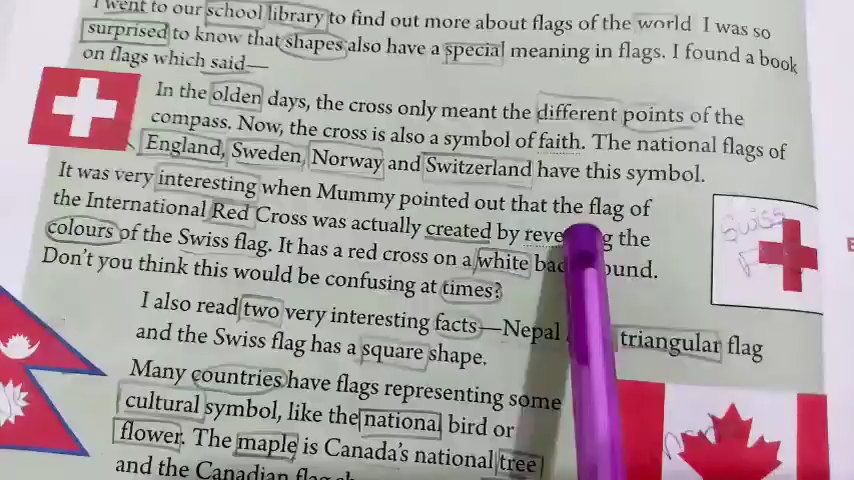 I went to our school library to find out more about flags of the world I was so
surprised to know that shapes also have a special meaning in flags. I found a book
on flags which said—
In the olden days, the cross only meant the different points of the
compass. Now, the cross is also a symbol of faith. The national flags of
England, Sweden, Norway and Switzerland have this symbol.
It was very interesting when Mummy pointed out that the flag of
the International Red Cross was actually created by the
colours of the Swiss flag. It has a red cross on a white
Don't you think this would be confusing at times?
Swiss
I also read two very interesting facts—Nepal triangular flag
and the Swiss flag has a square shape.
Many countries have flags representing some
cultural symbol, like the national bird or
flower. The maple is Canada's national tree
and the Canadian flag